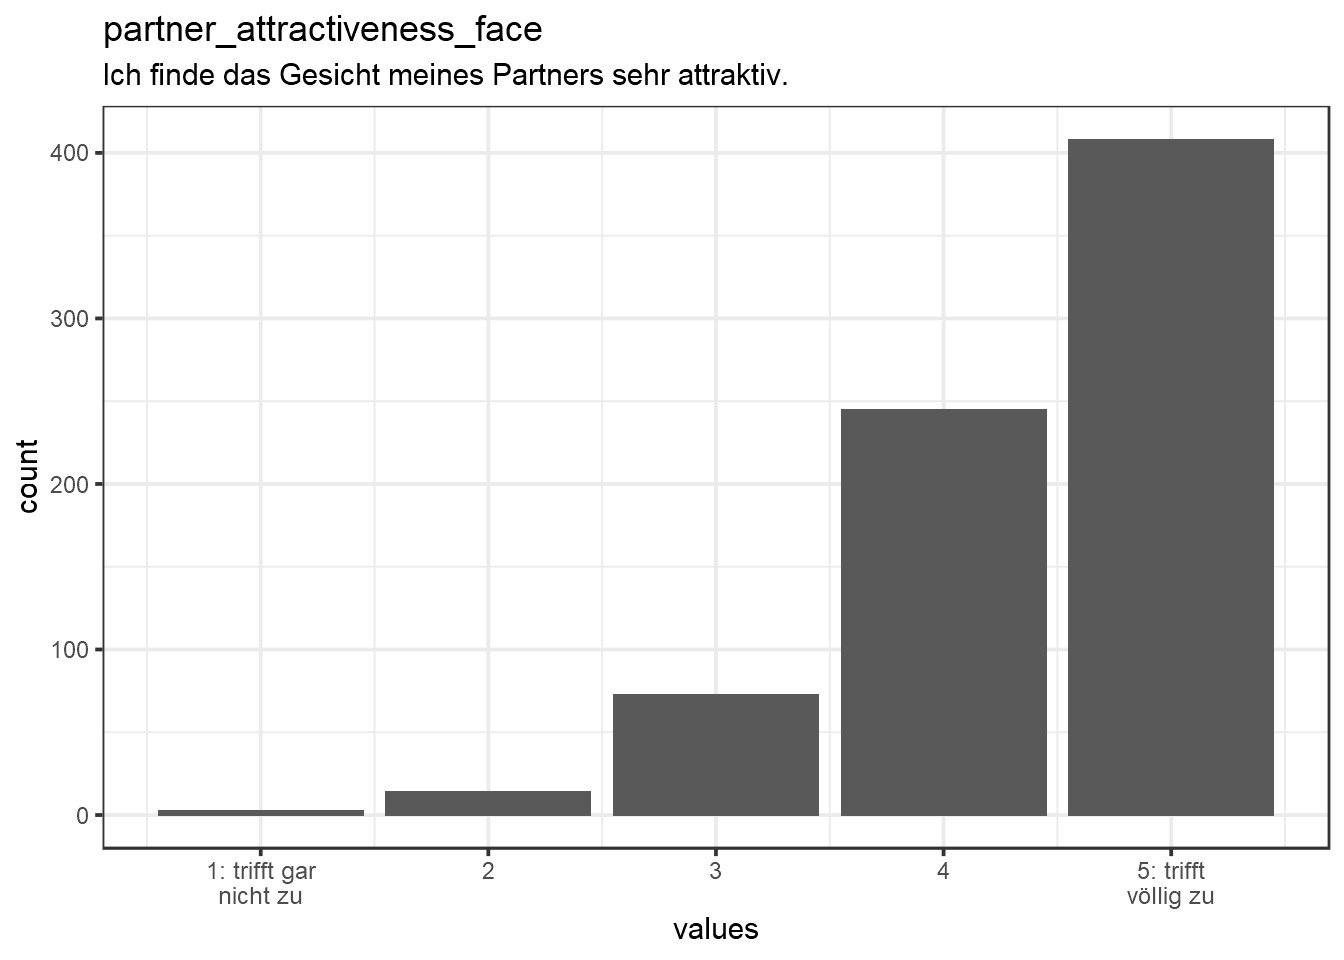 partner_attractiveness_face
Ich finde das Gesicht meines Partners sehr attraktiv.
count
400
300
200
100
0
1: trifft gar
nicht zu
2
3
4
5: trifft
völlig zu
values